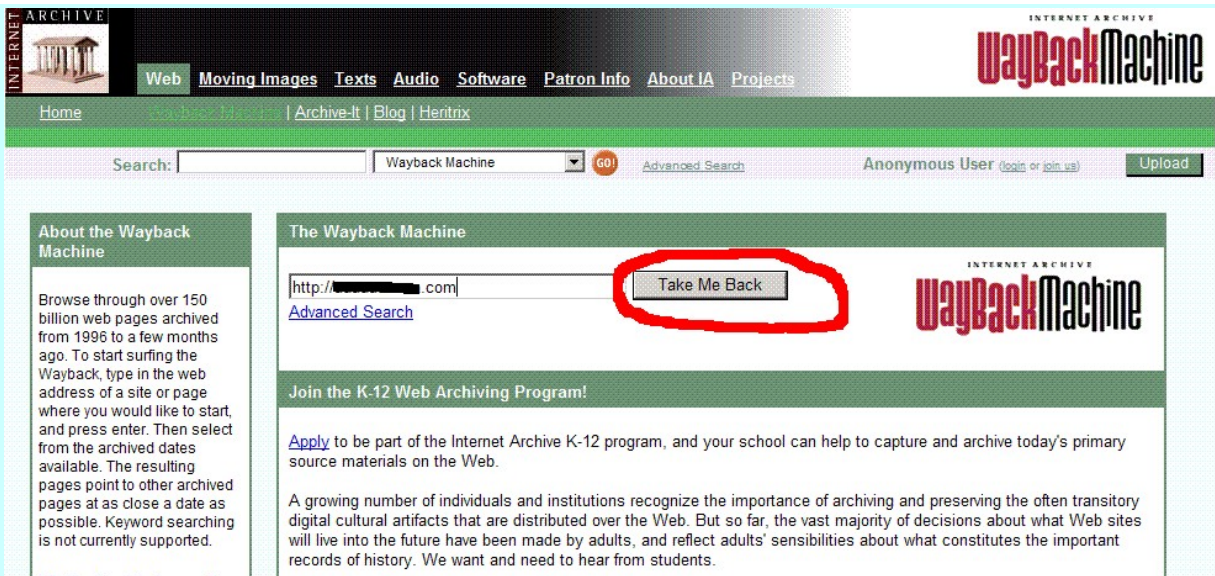 INTERNET ARCHIVE
INTERNET ARCHIVE
WayBackMachine
Web Moving Images Texts Audio Software Patron Info About IA Projects
Home Wayback Machine | Archive-It | Blog | Heritrix
Search: Wayback Machine GO! Advanced Search Anonymous User (login or join us) Upload
About the Wayback
Machine
Browse through over 150
billion web pages archived
from 1996 to a few months
ago. To start surfing the
Wayback, type in the web
address of a site or page
where you would like to start,
and press enter. Then select
from the archived dates
available. The resulting
pages point to other archived
pages at as close a date as
possible. Keyword searching
is not currently supported.
The Wayback Machine
http:// .com Take Me Back
Advanced Search
INTERNET ARCHIVE
WayBackMachine
Join the K-12 Web Archiving Program!
Apply to be part of the Internet Archive K-12 program, and your school can help to capture and archive today's primary
source materials on the Web.
A growing number of individuals and institutions recognize the importance of archiving and preserving the often transitory
digital cultural artifacts that are distributed over the Web. But so far, the vast majority of decisions about what Web sites
will live into the future have been made by adults, and reflect adults' sensibilities about what constitutes the important
records of history. We want and need to hear from students.